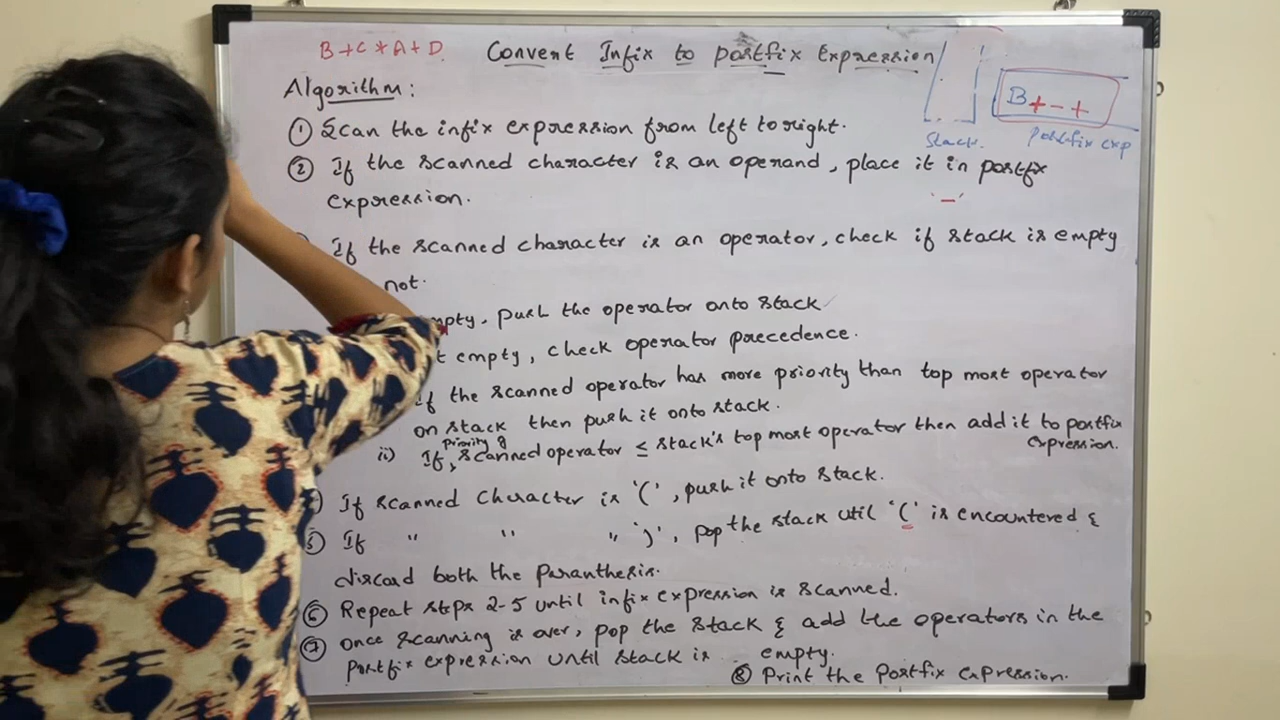 B+C*A+D
Convent Infix to Postfix Expression
Algorithm:
① Scan the infix expression from left to right.
② If the scanned character is an operand, place it in postfix
expression.
If the scanned character is an operator, check if stack is empty
not.
mpty, push the operator onto stack
t empty, check operator precedence.
If the scanned operator has more priority than top most operator
on stack then push it onto stack.
ii) If, priority of scanned operator ≤ stack's top most operator then add it to postfix
expression.
If scanned Character is '(', push it onto stack.
5) If " " " ')', pop the stack util '(' is encountered &
discard both the Paranthesis.
⑥ Repeat steps 2-5 until infix expression is scanned.
⑦ once scanning is over, pop the stack & add the operators in the
postfix expression until stack is empty.
⑧ Print the Postfix expression.
B+-+
Stack.
postfix exp